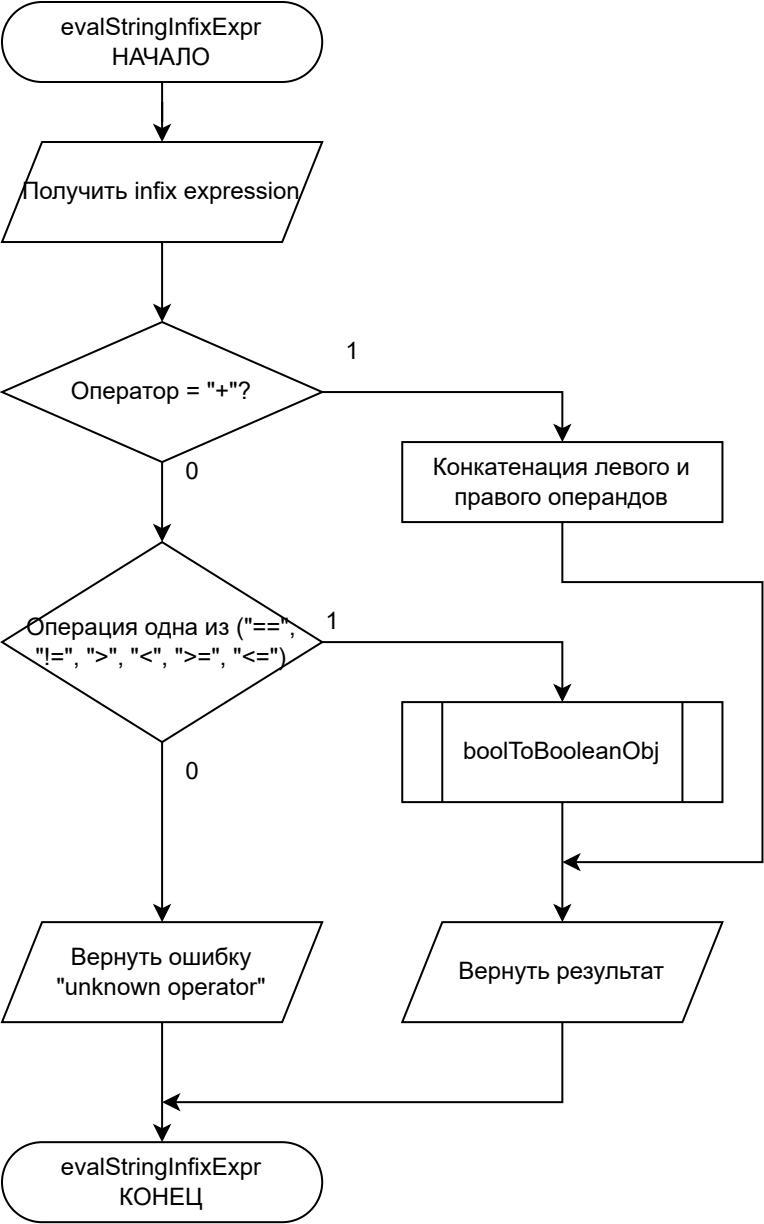 evalStringInfixExpr
НАЧАЛО
Получить infix expression
1
Оператор = "+"?
0
Конкатенация левого и
правого операндов
1
Операция одна из ("==",
"!=", ">", "<", ">=", "<=")
0
boolToBooleanObj
Вернуть ошибку
"unknown operator"
Вернуть результат
evalStringInfixExpr
КОНЕЦ